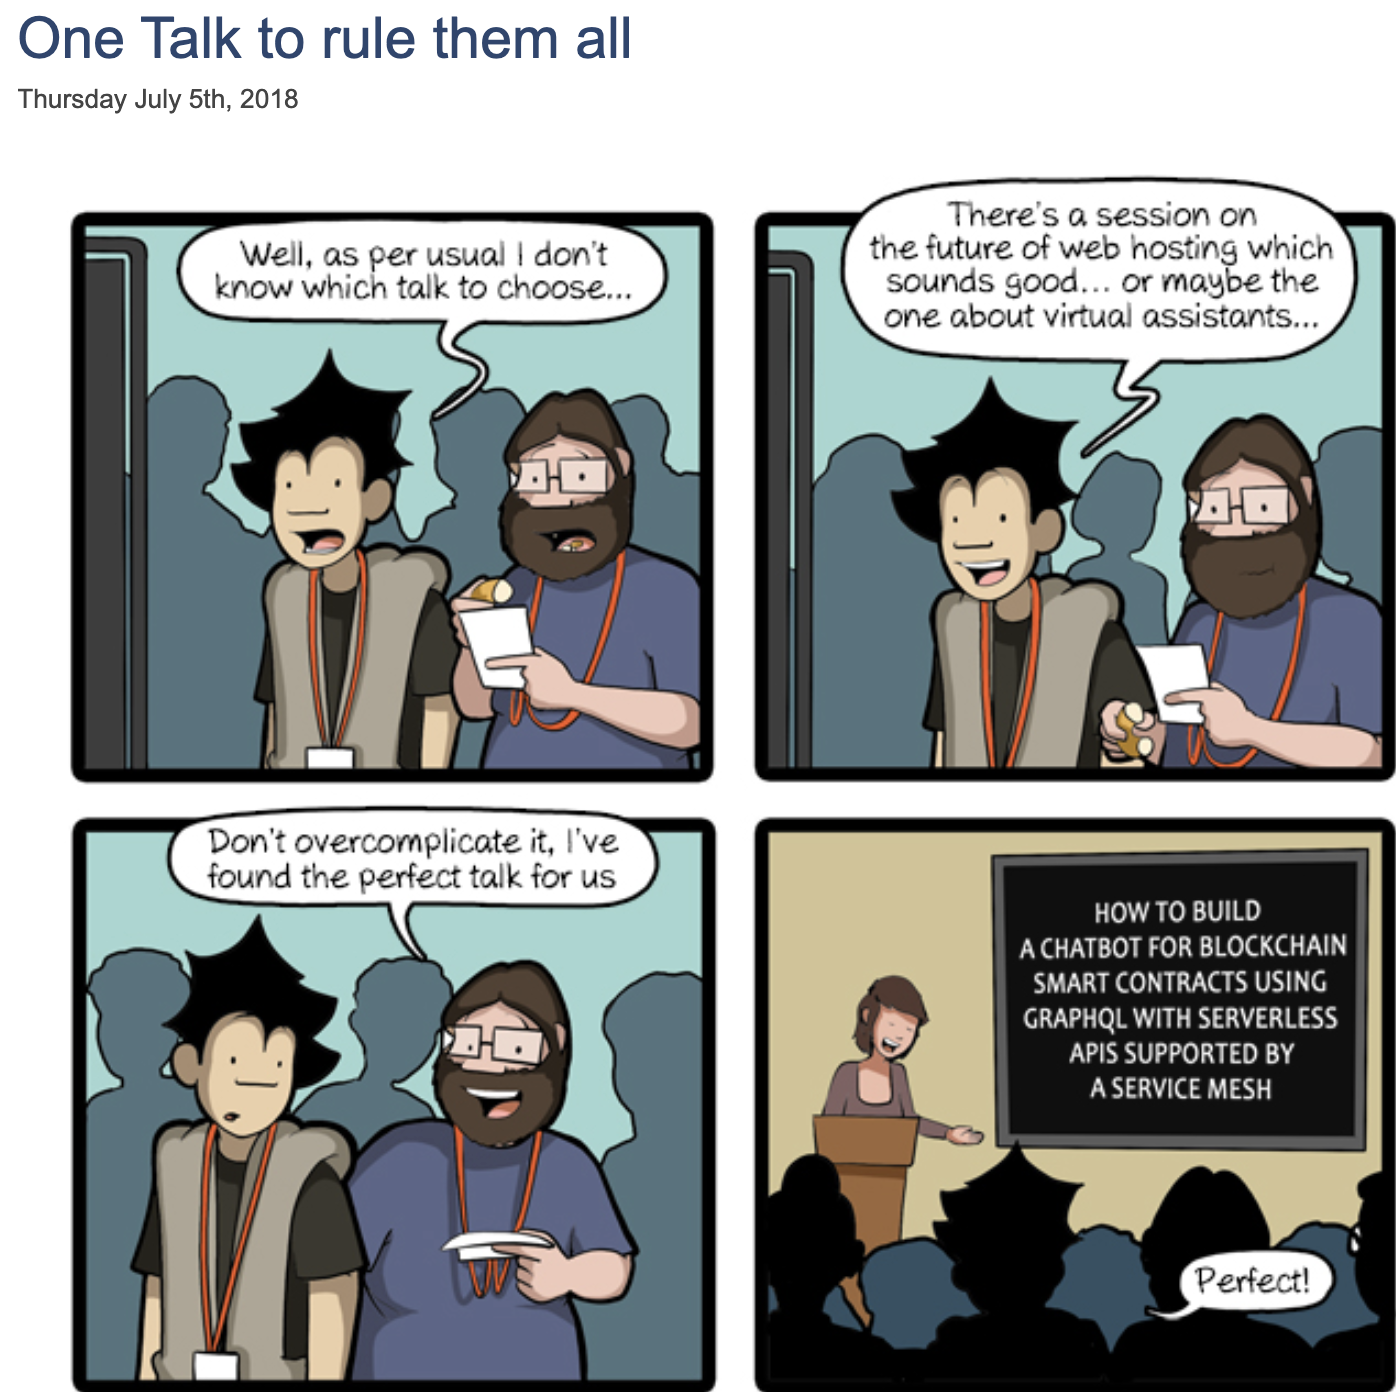 One Talk to rule them all
Thursday July 5th, 2018
Well, as per usual I don't
know which talk to choose...
There's a session on
the future of web hosting which
sounds good... or maybe the
one about virtual assistants...
Don't overcomplicate it, I've
found the perfect talk for us
HOW TO BUILD
A CHATBOT FOR BLOCKCHAIN
SMART CONTRACTS USING
GRAPHQL WITH SERVERLESS
APIS SUPPORTED BY
A SERVICE MESH
Perfect!